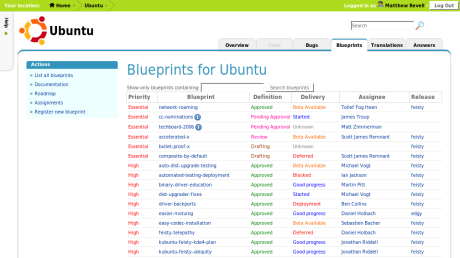 Your location: Home › Ubuntu ›
Logged in as Matthew Revell Log Out
Help
Ubuntu
Search
Overview Code Bugs Blueprints Translations Answers
Actions
» List all blueprints
» Documentation
» Roadmap
» Assignments
» Register new blueprint
Blueprints for Ubuntu
Show only blueprints containing: Search blueprints
Priority Blueprint Definition Delivery Assignee Release
Essential network-roaming Approved Beta Available Tollef Fog Heen feisty
Essential cc-nominations Pending Approval Started James Troup
Essential techboard-2006 Pending Approval Unknown Matt Zimmerman
Essential accelerated-x Review Beta Available Scott James Remnant feisty
Essential bullet-proof-x Drafting Unknown feisty
Essential composite-by-default Drafting Deferred Scott James Remnant feisty
High auto-dist-upgrade-testing Approved Beta Available Michael Vogt feisty
High automated-testing-deployment Approved Blocked Ian Jackson feisty
High binary-driver-education Approved Good progress Martin Pitt feisty
High dist-upgrader-fixes Approved Started Michael Vogt feisty
High driver-backports Approved Deployment Ben Collins feisty
High easier-motuing Approved Good progress Daniel Holbach edgy
High easy-codec-installation Approved Beta Available Sebastien Bacher feisty
High feisty-telepathy Approved Deferred Daniel Holbach feisty
High kubuntu-feisty-kde4-plan Approved Good progress Jonathan Riddell feisty
High kubuntu-feisty-ubiquity Approved Good progress Jonathan Riddell feisty